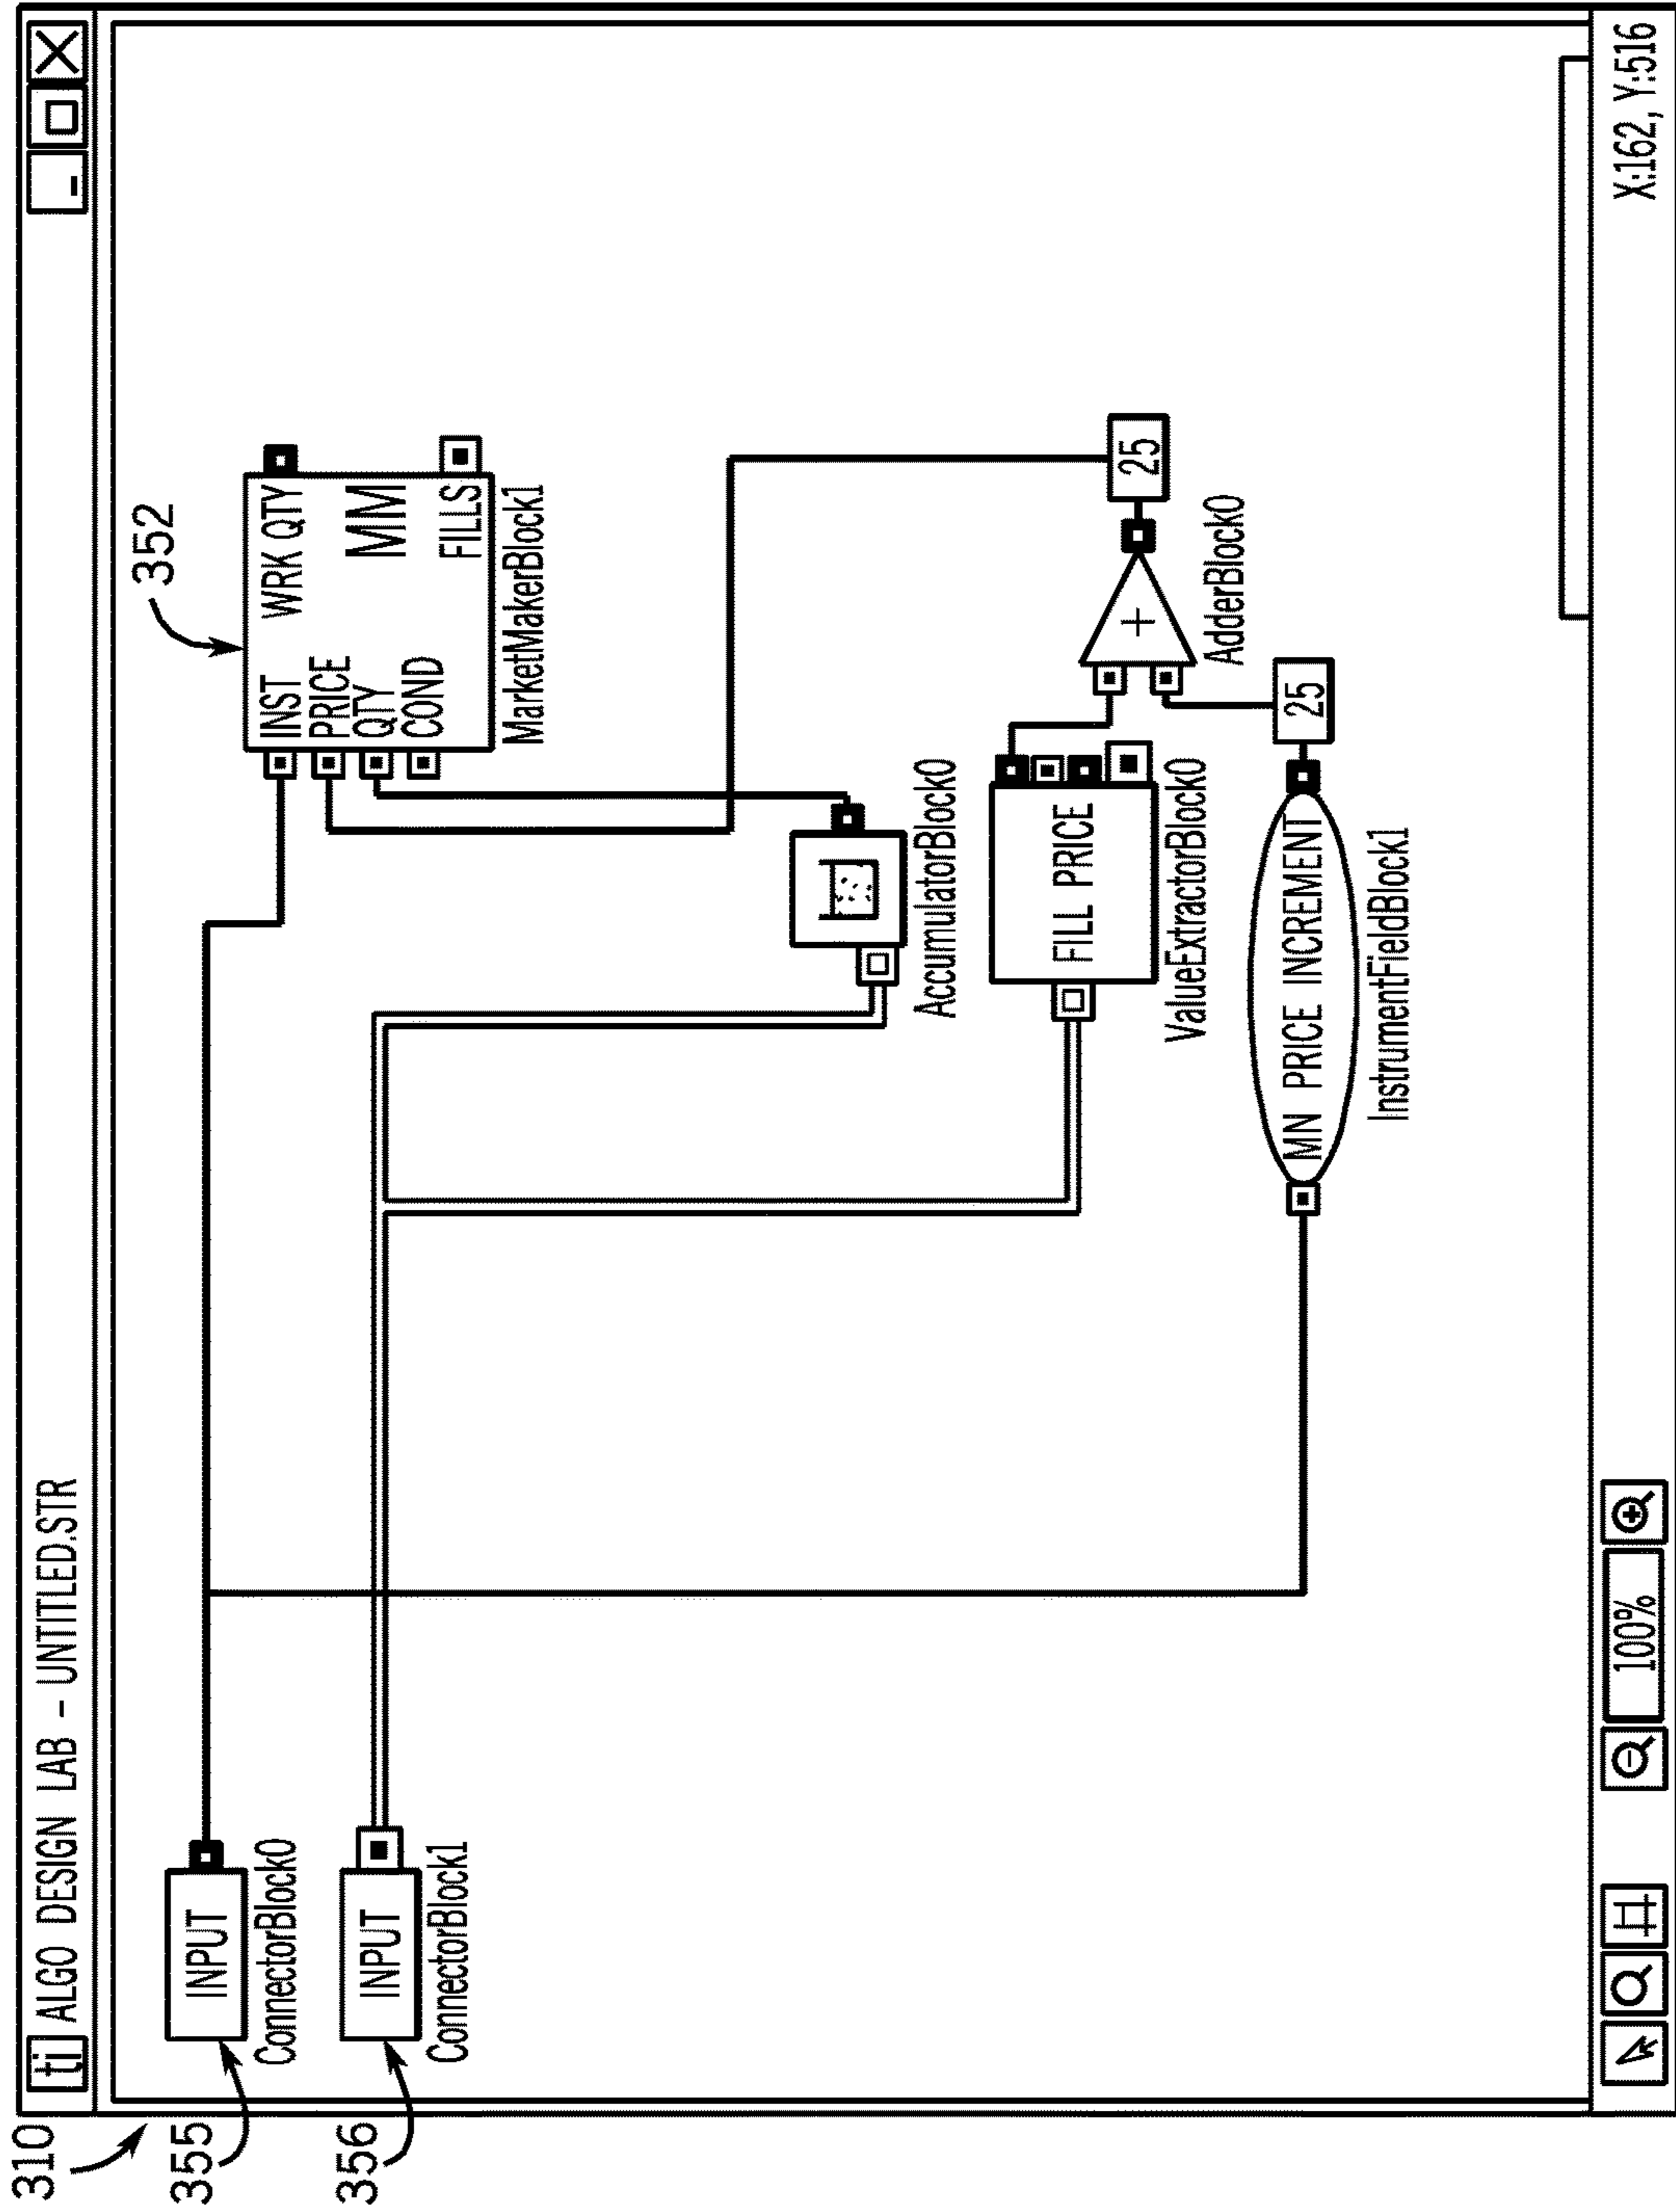 310
ti ALGO DESIGN LAB – UNTITLED.STR
355
INPUT
ConnectorBlock0
356
INPUT
ConnectorBlock1
352
INST WRK QTY
PRICE
MM
QTY
COND FILLS
MarketMakerBlock1
AccumulatorBlock0
FILL PRICE
ValueExtractorBlock0
+
25
AdderBlock0
25
MN PRICE INCREMENT
InstrumentFieldBlock1
100%
X:162, Y:516